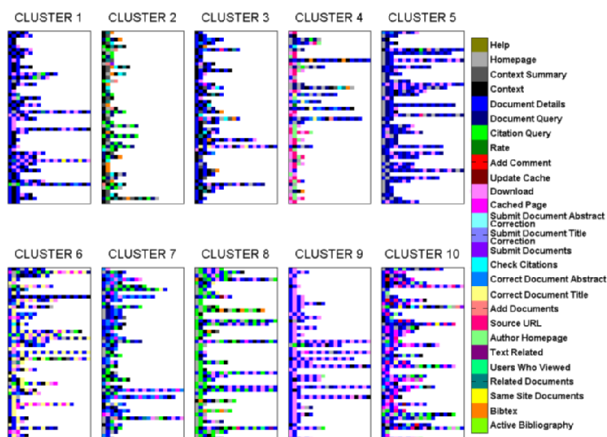 CLUSTER 1
CLUSTER 2
CLUSTER 3
CLUSTER 4
CLUSTER 5
CLUSTER 6
CLUSTER 7
CLUSTER 8
CLUSTER 9
CLUSTER 10
Help
Homepage
Context Summary
Context
Document Details
Document Query
Citation Query
Rate
Add Comment
Update Cache
Download
Cached Page
Submit Document Abstract
Correction
Submit Document Title
Correction
Submit Documents
Check Citations
Correct Document Abstract
Correct Document Title
Add Documents
Source URL
Author Homepage
Text Related
Users Who Viewed
Related Documents
Same Site Documents
Bibtex
Active Bibliography